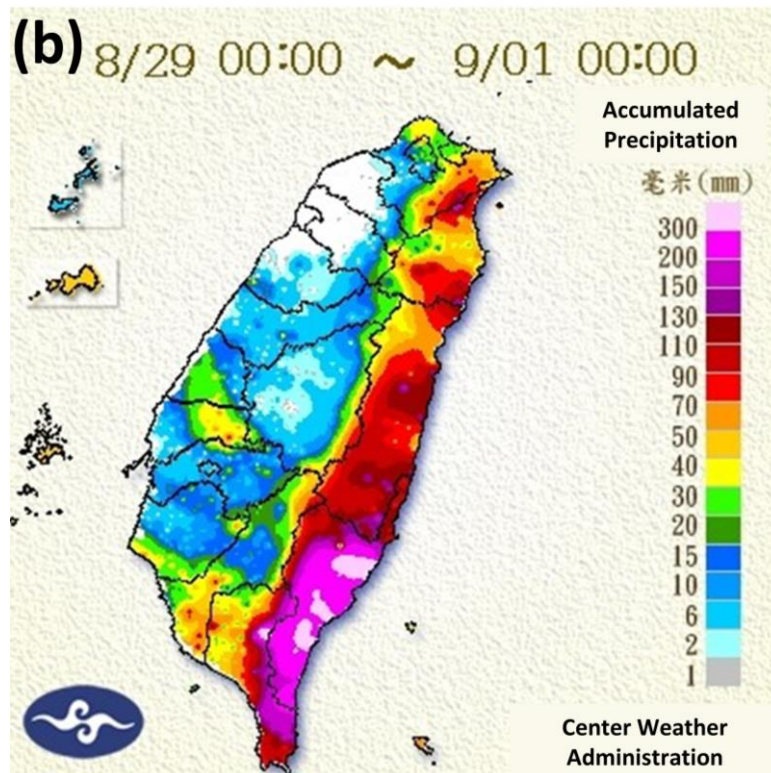 (b) 8/29 00:00 ~ 9/01 00:00
Accumulated
Precipitation
毫米(mm)
300
200
150
130
110
90
70
50
40
30
20
15
10
6
2
1
Center Weather
Administration